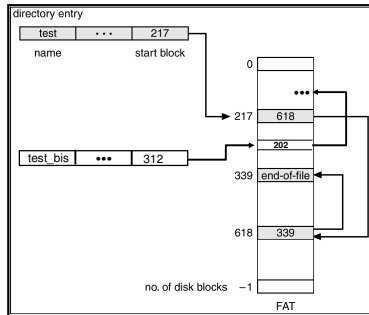 directory entry
test ••• 217
name start block
0
•••
217 618
202
test_bis ••• 312
339 end-of-file
618 339
no. of disk blocks –1
FAT